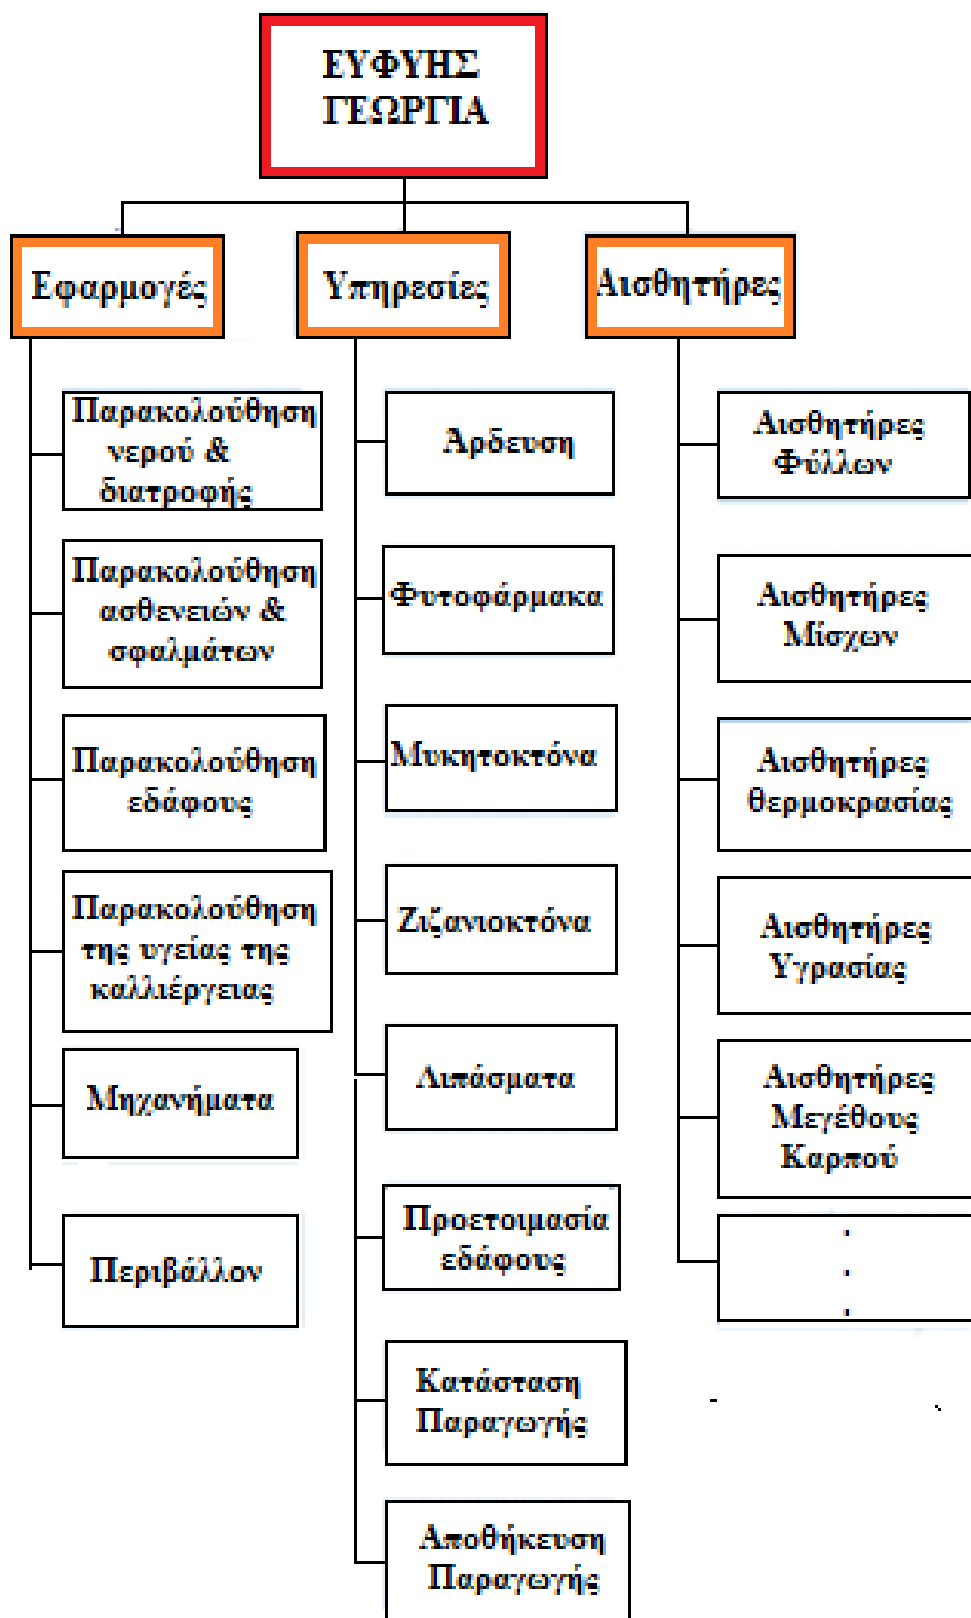 ΕΥΦΥΗΣ
ΓΕΩΡΓΙΑ
Εφαρμογές
Παρακολούθηση
νερού &
διατροφής
Παρακολούθηση
ασθενειών &
σφαλμάτων
Παρακολούθηση
εδάφους
Παρακολούθηση
της υγείας της
καλλιέργειας
Μηχανήματα
Περιβάλλον
Υπηρεσίες
Άρδευση
Φυτοφάρμακα
Μυκητοκτόνα
Ζιζανιοκτόνα
Λιπάσματα
Προετοιμασία
εδάφους
Κατάσταση
Παραγωγής
Αποθήκευση
Παραγωγής
Αισθητήρες
Αισθητήρες
Φύλλων
Αισθητήρες
Μίσχων
Αισθητήρες
θερμοκρασίας
Αισθητήρες
Υγρασίας
Αισθητήρες
Μεγέθους
Καρπού
.
.
.